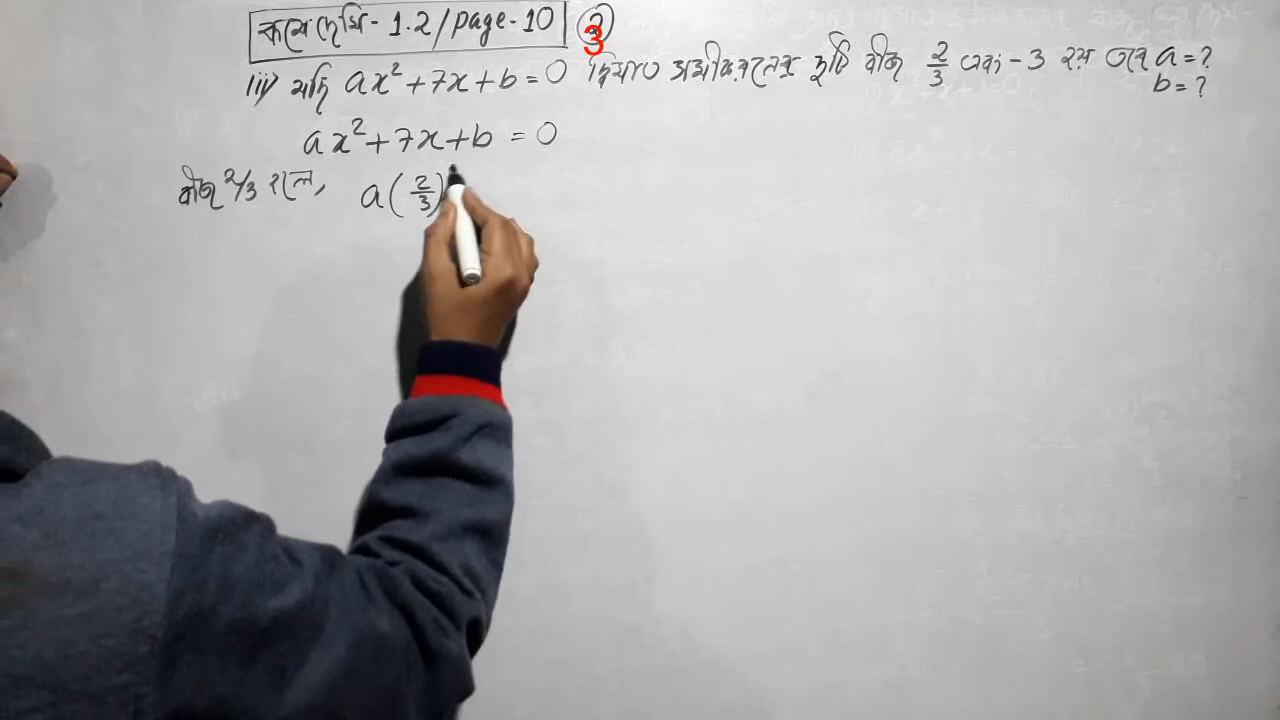 কষে দেখি - 1.2 / page - 10 ② 3
iii) যদি ax² + 7x + b = 0 দ্বিঘাত সমীকরণের দুটি বীজ 2/3 এবং - 3 হয় তবে a = ?
b = ?
ax² + 7x + b = 0
বীজ 2/3 হলে, a ( 2/3 )